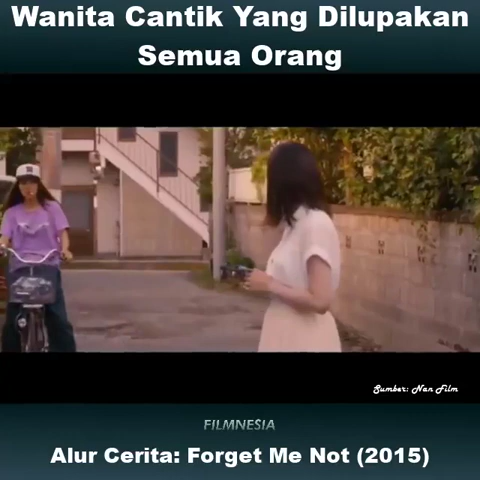 Wanita Cantik Yang Dilupakan
Semua Orang
Sumber: Nan Film
FILMNESIA
Alur Cerita: Forget Me Not (2015)